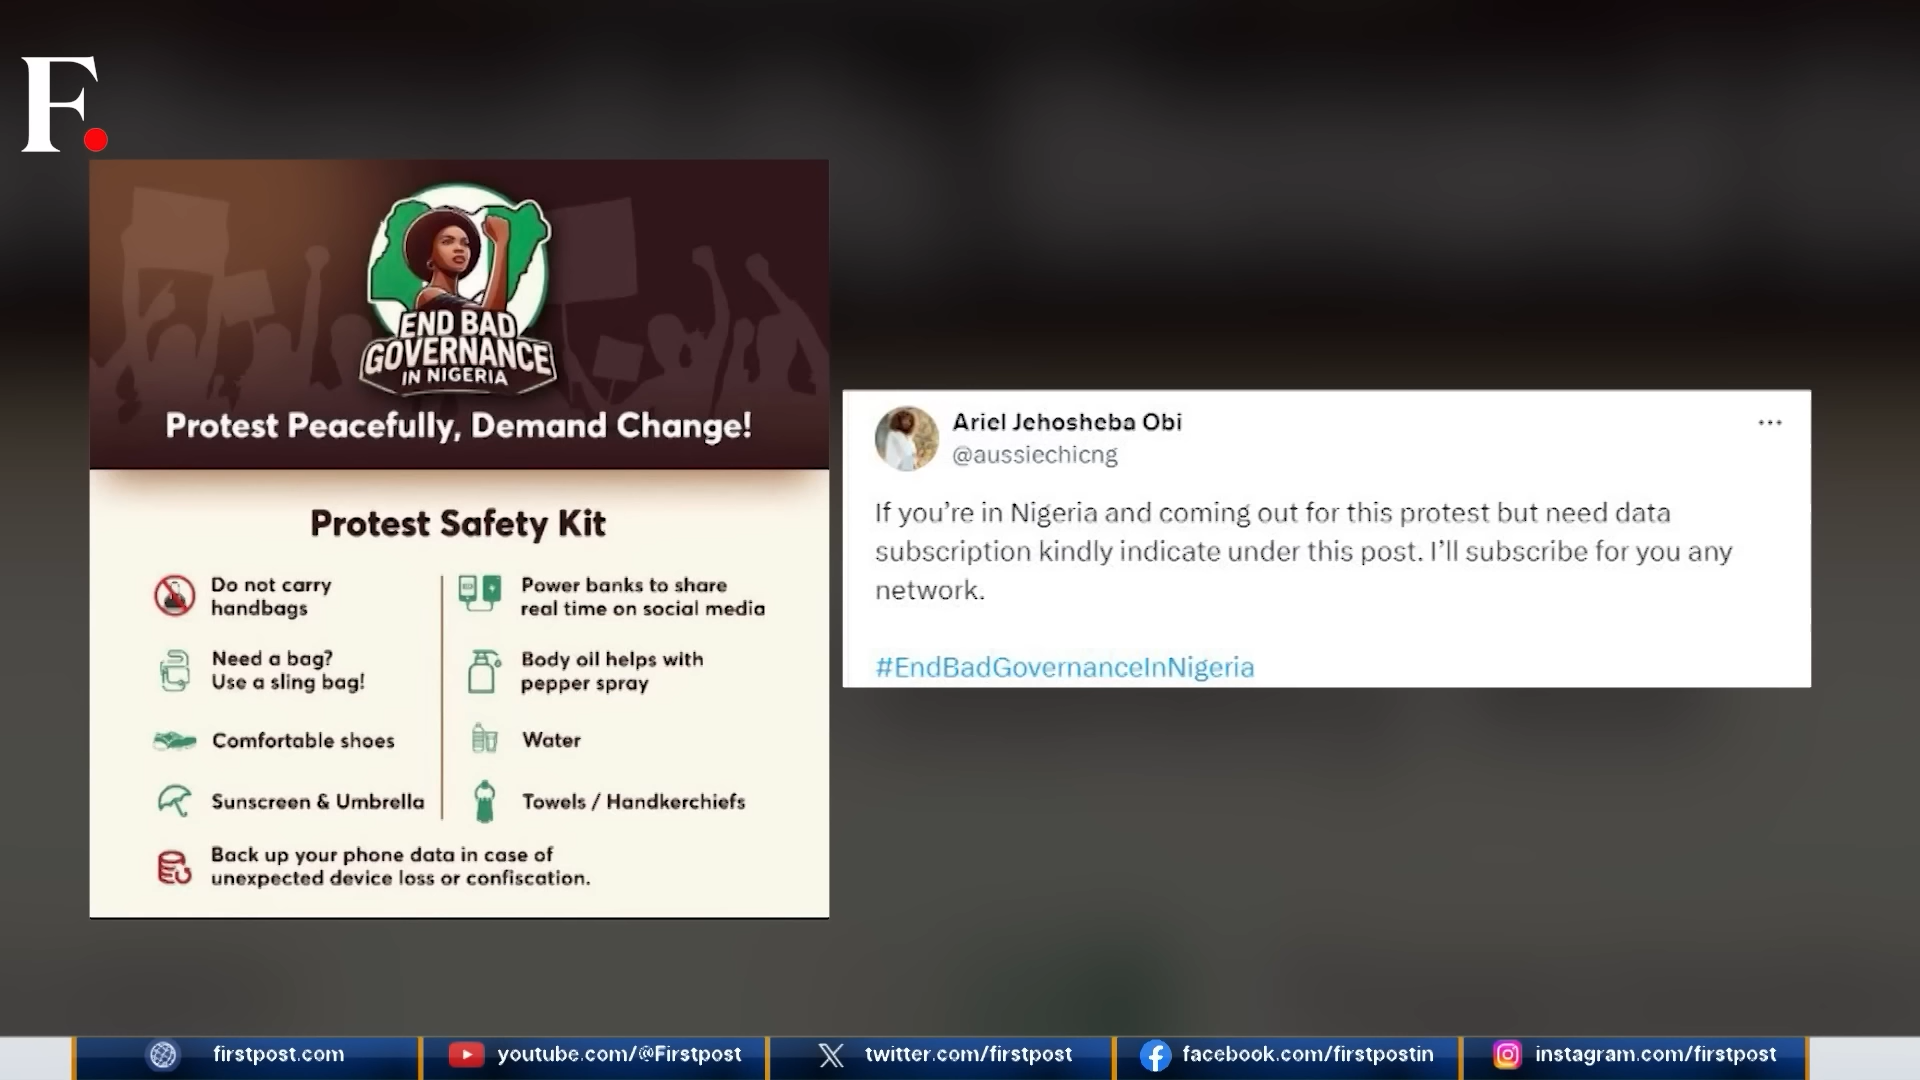 F.
END BAD
GOVERNANCE
IN NIGERIA
Protest Peacefully, Demand Change!
Protest Safety Kit
Do not carry
handbags
Need a bag?
Use a sling bag!
Comfortable shoes
Sunscreen & Umbrella
Power banks to share
real time on social media
Body oil helps with
pepper spray
Water
Towels / Handkerchiefs
Back up your phone data in case of
unexpected device loss or confiscation.
Ariel Jehosheba Obi
@aussiechicng
If you’re in Nigeria and coming out for this protest but need data
subscription kindly indicate under this post. I’ll subscribe for you any
network.
#EndBadGovernanceInNigeria
firstpost.com
youtube.com/@Firstpost
twitter.com/firstpost
facebook.com/firstpostin
instagram.com/firstpost